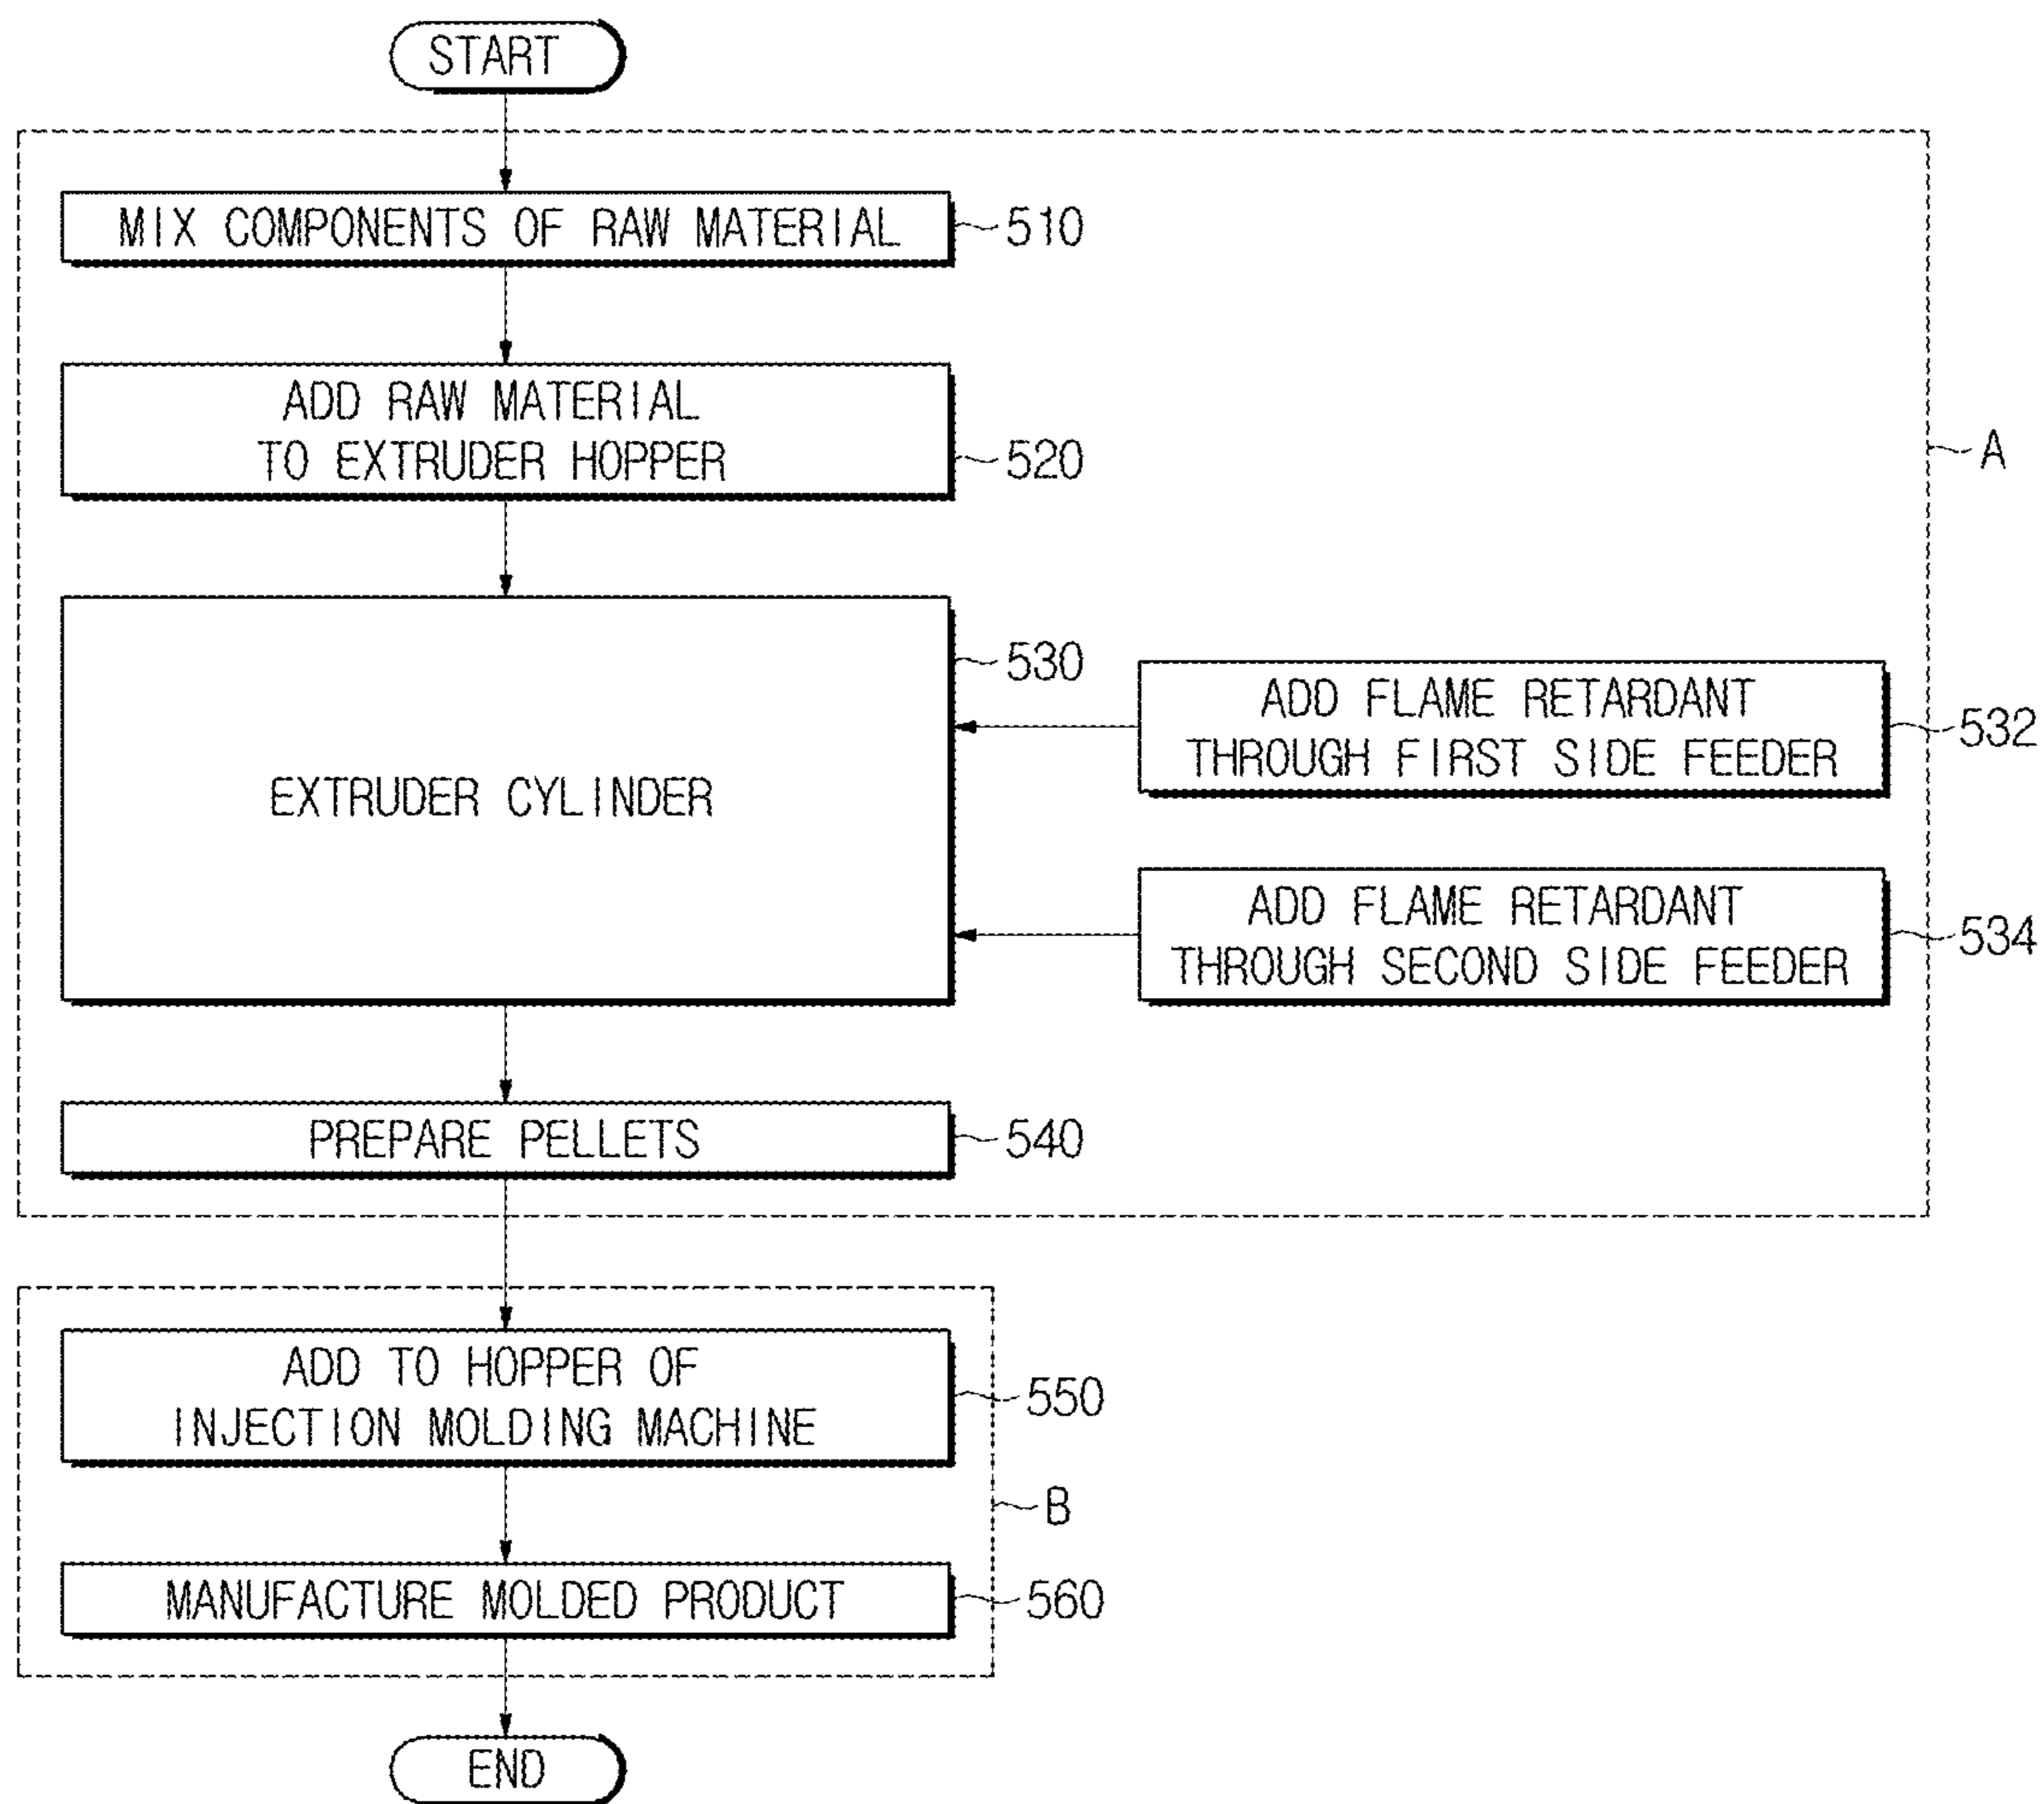 START
MIX COMPONENTS OF RAW MATERIAL
510
ADD RAW MATERIAL
TO EXTRUDER HOPPER
520
A
EXTRUDER CYLINDER
530
ADD FLAME RETARDANT
THROUGH FIRST SIDE FEEDER
532
ADD FLAME RETARDANT
THROUGH SECOND SIDE FEEDER
534
PREPARE PELLETS
540
ADD TO HOPPER OF
INJECTION MOLDING MACHINE
550
B
MANUFACTURE MOLDED PRODUCT
560
END